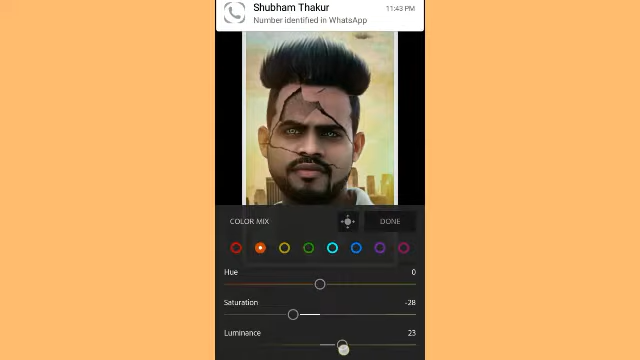 Shubham Thakur
11:43 PM
Number identified in WhatsApp
COLOR MIX
DONE
Hue
0
Saturation
-28
Luminance
23